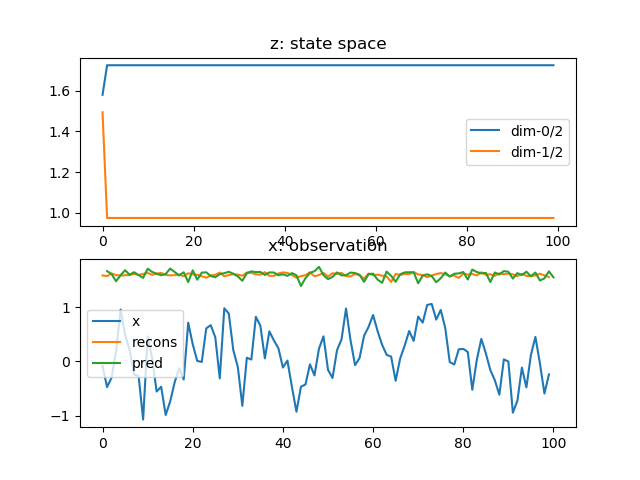 z: state space
1.6
1.4
1.2
1.0
dim-0/2
dim-1/2
0 20 40 60 80 100
x: observation
1
0
−1
x
recons
pred
0 20 40 60 80 100